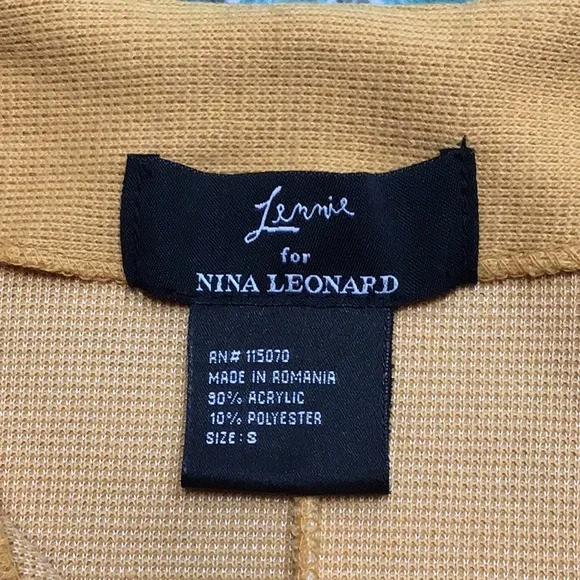 Lennie
for
NINA LEONARD
RN# 115070
MADE IN ROMANIA
90% ACRYLIC
10% POLYESTER
SIZE: S